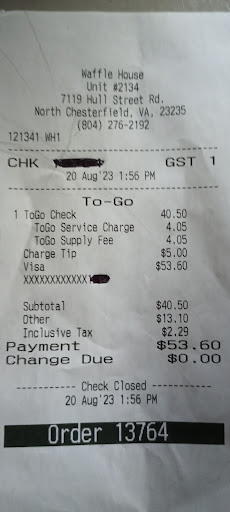 Waffle House
Unit #2134
7119 Hull Street Rd.
North Chesterfield, VA, 23235
(804) 276-2192
121341 WH1
CHK GST 1
20 Aug'23 1:56 PM
To-Go
1 ToGo Check 40.50
ToGo Service Charge 4.05
ToGo Supply Fee 4.05
Charge Tip $5.00
Visa $53.60
XXXXXXXXXXXX1
Subtotal $40.50
Other $13.10
Inclusive Tax $2.29
Payment $53.60
Change Due $0.00
---------- Check Closed ----------
20 Aug'23 1:56 PM
Order 13764